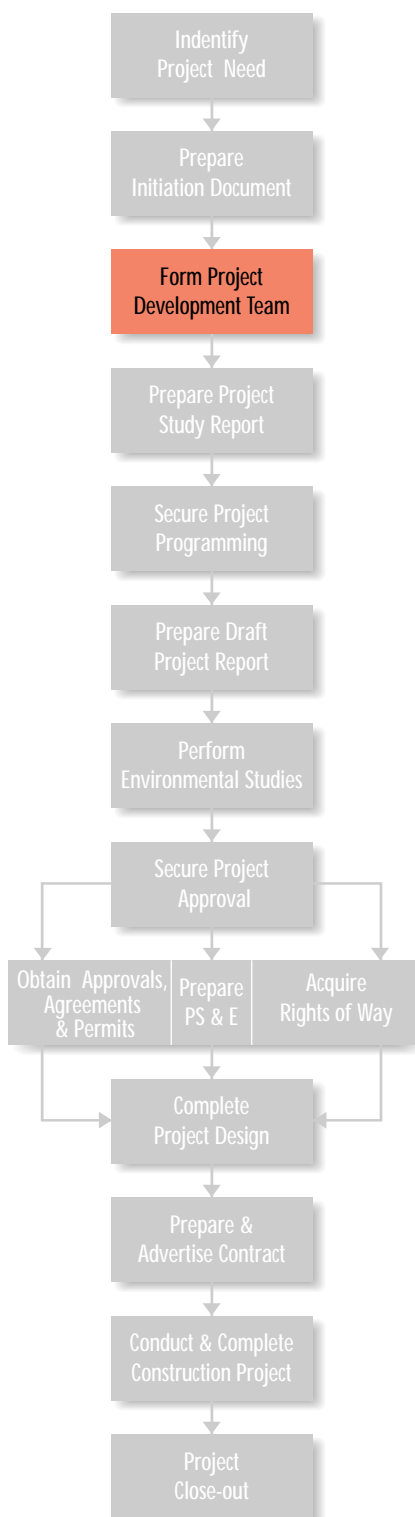 Indentify
Project Need
Prepare
Initiation Document
Form Project
Development Team
Prepare Project
Study Report
Secure Project
Programming
Prepare Draft
Project Report
Perform
Environmental Studies
Secure Project
Approval
Obtain Approvals,
Agreements
& Permits
Prepare
PS & E
Acquire
Rights of Way
Complete
Project Design
Prepare &
Advertise Contract
Conduct & Complete
Construction Project
Project
Close-out